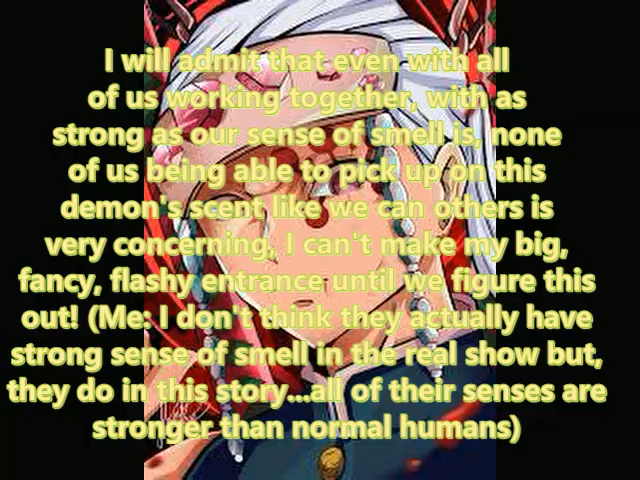 I will admit that even with all
of us working together, with as
strong as our sense of smell is, none
of us being able to pick up on this
demon's scent like we can others is
very concerning, I can't make my big,
fancy, flashy entrance until we figure this
out! (Me: I don't think they actually have
strong sense of smell in the real show but,
they do in this story...all of their senses are
stronger than normal humans)